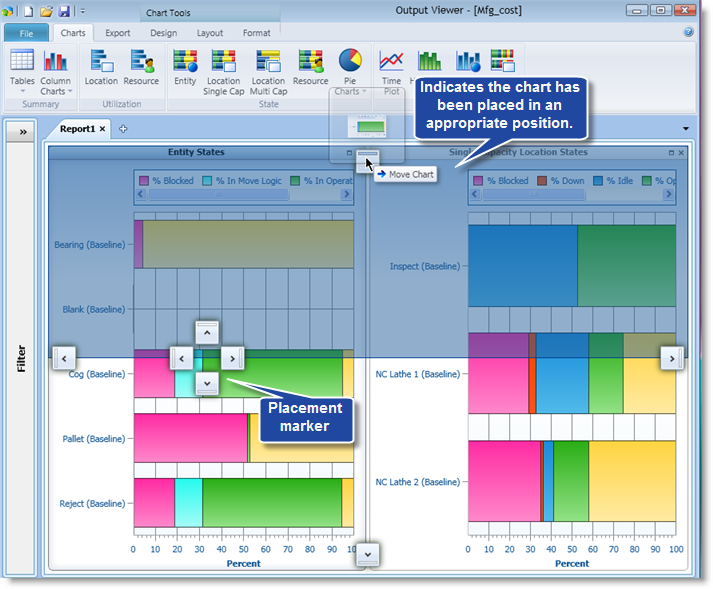 Chart Tools
Output Viewer - [Mfg_cost]
File
Charts
Export
Design
Layout
Format
Tables
Column Charts
Location
Resource
Entity
Location Single Cap
Location Multi Cap
Resource
Pie Charts
Time Plot
Summary
Utilization
State
Indicates the chart has
been placed in an
appropriate position.
Report1
Filter
Entity States
Move Chart
% Blocked
% In Move Logic
% In Operat
Bearing (Baseline)
Blank (Baseline)
Cog (Baseline)
Pallet (Baseline)
Reject (Baseline)
Placement
marker
0 10 20 30 40 50 60 70 80 90 10
Percent
Single Capacity Location States
% Blocked
% Down
% Idle
% Op
Inspect (Baseline)
NC Lathe 1 (Baseline)
NC Lathe 2 (Baseline)
0 10 20 30 40 50 60 70 80 90 100
Percent